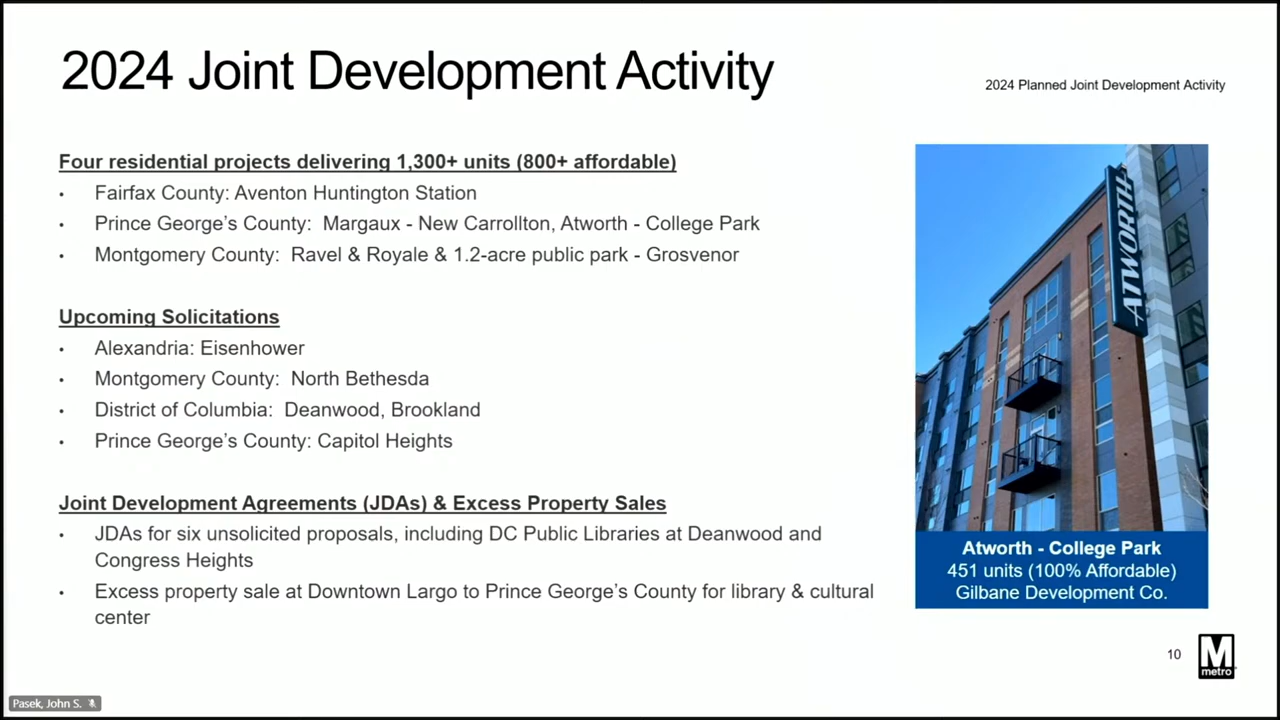 2024 Joint Development Activity
2024 Planned Joint Development Activity
Four residential projects delivering 1,300+ units (800+ affordable)
• Fairfax County: Aventon Huntington Station
• Prince George’s County:  Margaux - New Carrollton, Atworth - College Park
• Montgomery County:  Ravel & Royale & 1.2-acre public park - Grosvenor
Upcoming Solicitations
• Alexandria: Eisenhower
• Montgomery County:  North Bethesda
• District of Columbia:  Deanwood, Brookland
• Prince George’s County: Capitol Heights
Joint Development Agreements (JDAs) & Excess Property Sales
• JDAs for six unsolicited proposals, including DC Public Libraries at Deanwood and
Congress Heights
• Excess property sale at Downtown Largo to Prince George’s County for library & cultural
center
ATWORTH
Atworth - College Park
451 units (100% Affordable)
Gilbane Development Co.
10
M
metro
Pasek, John S.